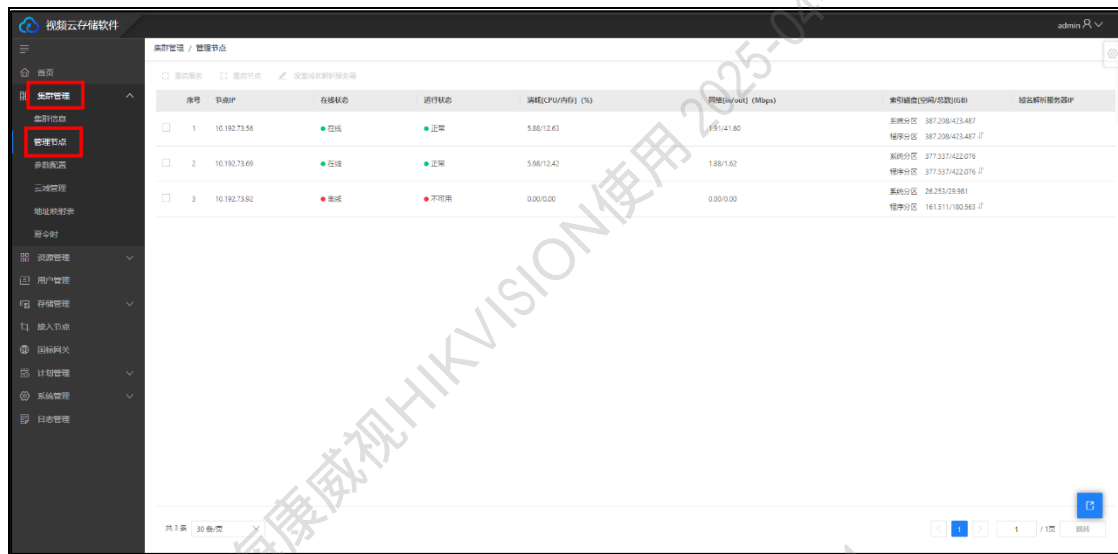 视频云存储软件
admin
集群管理 / 管理节点
首页
集群管理
集群信息
管理节点
参数配置
云域管理
地址映射表
夏令时
资源管理
用户管理
存储管理
接入节点
国标网关
计划管理
系统管理
日志管理
重启服务 重启节点 设置域名解析服务器
序号 节点IP 在线状态 运行状态 消耗[CPU/内存] (%) 网络[in/out] (Mbps) 索引磁盘[空闲/总数](GB) 域名解析服务器IP
1 10.192.73.56 在线 正常 5.88/12.63 1.91/41.60 系统分区 387.208/423.487
程序分区 387.208/423.487
2 10.192.73.69 在线 正常 5.98/12.42 1.88/1.62 系统分区 377.537/422.076
程序分区 377.537/422.076
3 10.192.73.92 离线 不可用 0.00/0.00 0.00/0.00 系统分区 26.253/29.981
程序分区 161.511/180.563
共 3 条 30 条/页 1 1 / 1页 跳转
海康威视HIKVISION使用 2025-04